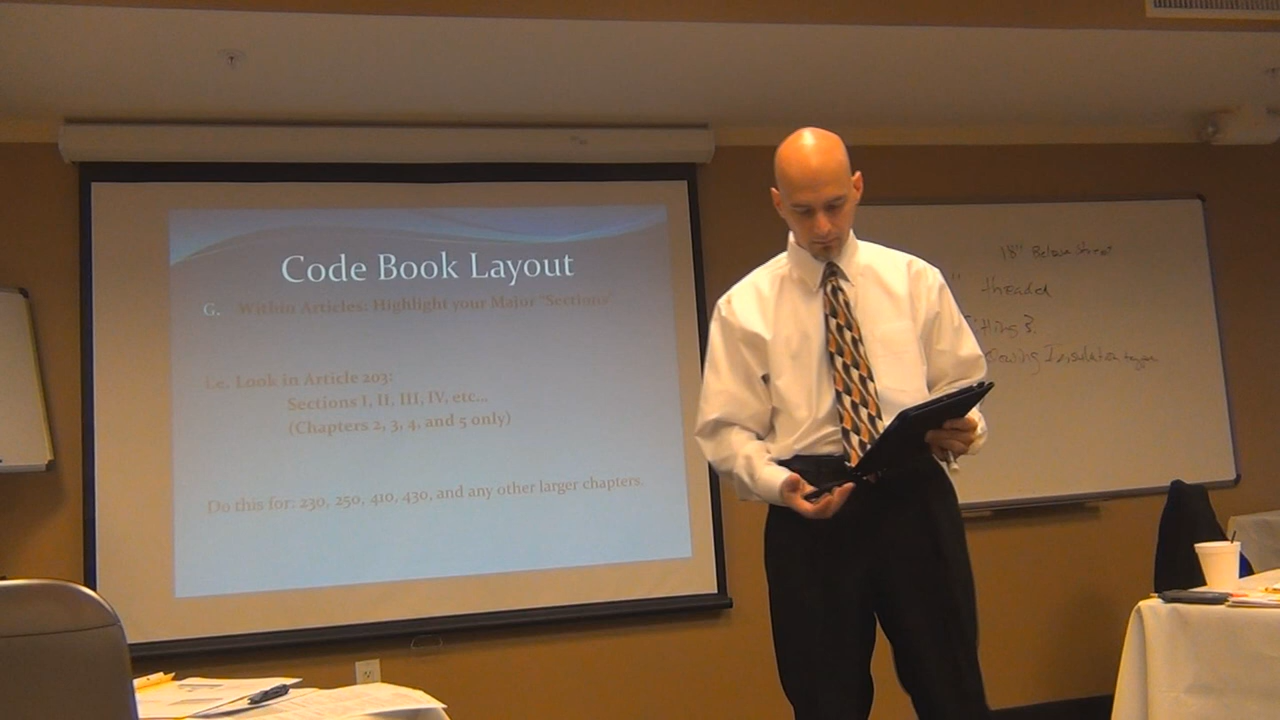 Code Book Layout
G. Within Articles: Highlight your Major "Sections"
i.e. Look in Article 203:
Sections I, II, III, IV, etc...
(Chapters 2, 3, 4, and 5 only)
Do this for: 230, 250, 410, 430, and any other larger chapters.
18" Below Street
threaded
3.
Insulation